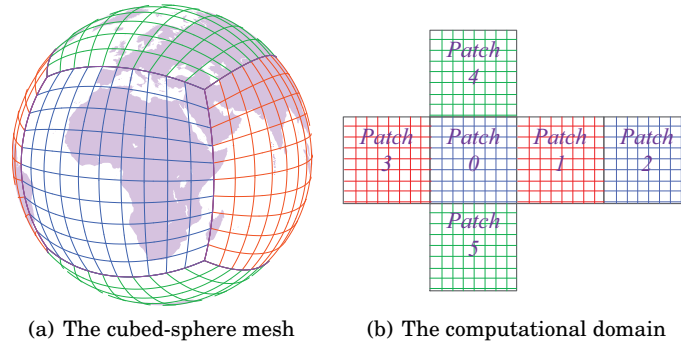 Patch
4
Patch
3
Patch
0
Patch
1
Patch
2
Patch
5
(a) The cubed-sphere mesh
(b) The computational domain